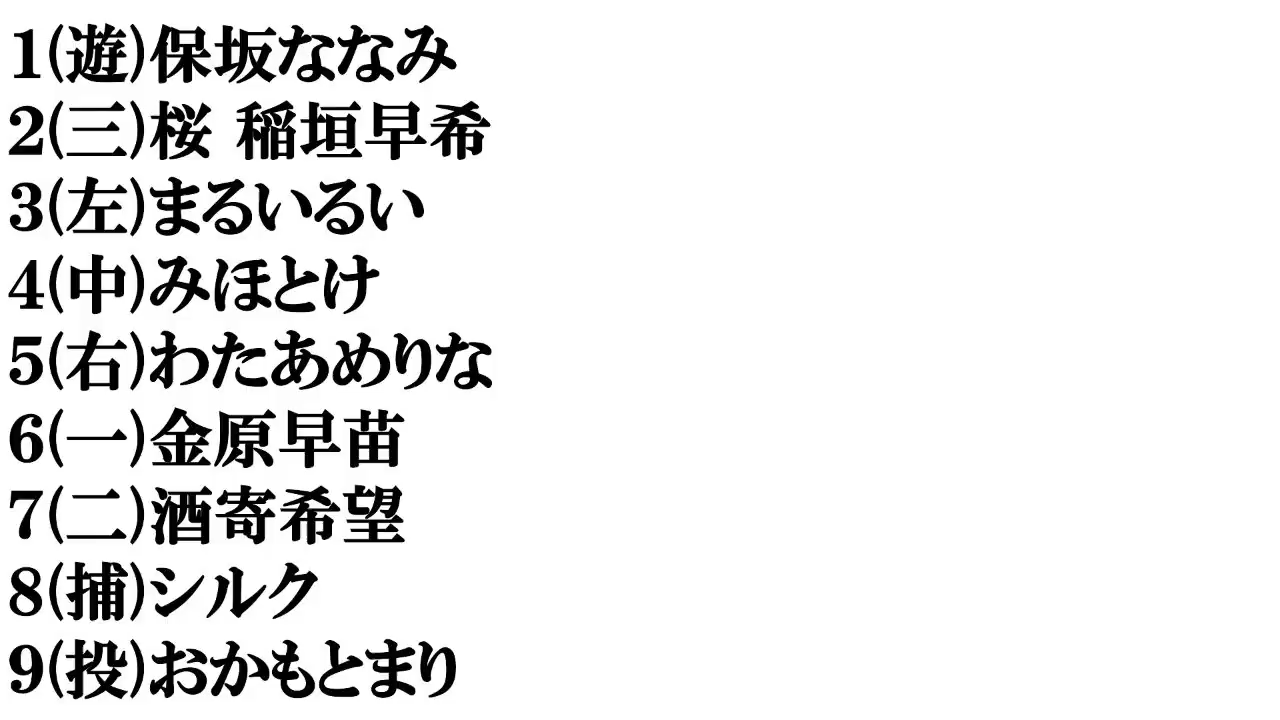 1(遊)保坂ななみ
2(三)桜 稲垣早希
3(左)まるいるい
4(中)みほとけ
5(右)わたあめりな
6(一)金原早苗
7(二)酒寄希望
8(捕)シルク
9(投)おかもとまり